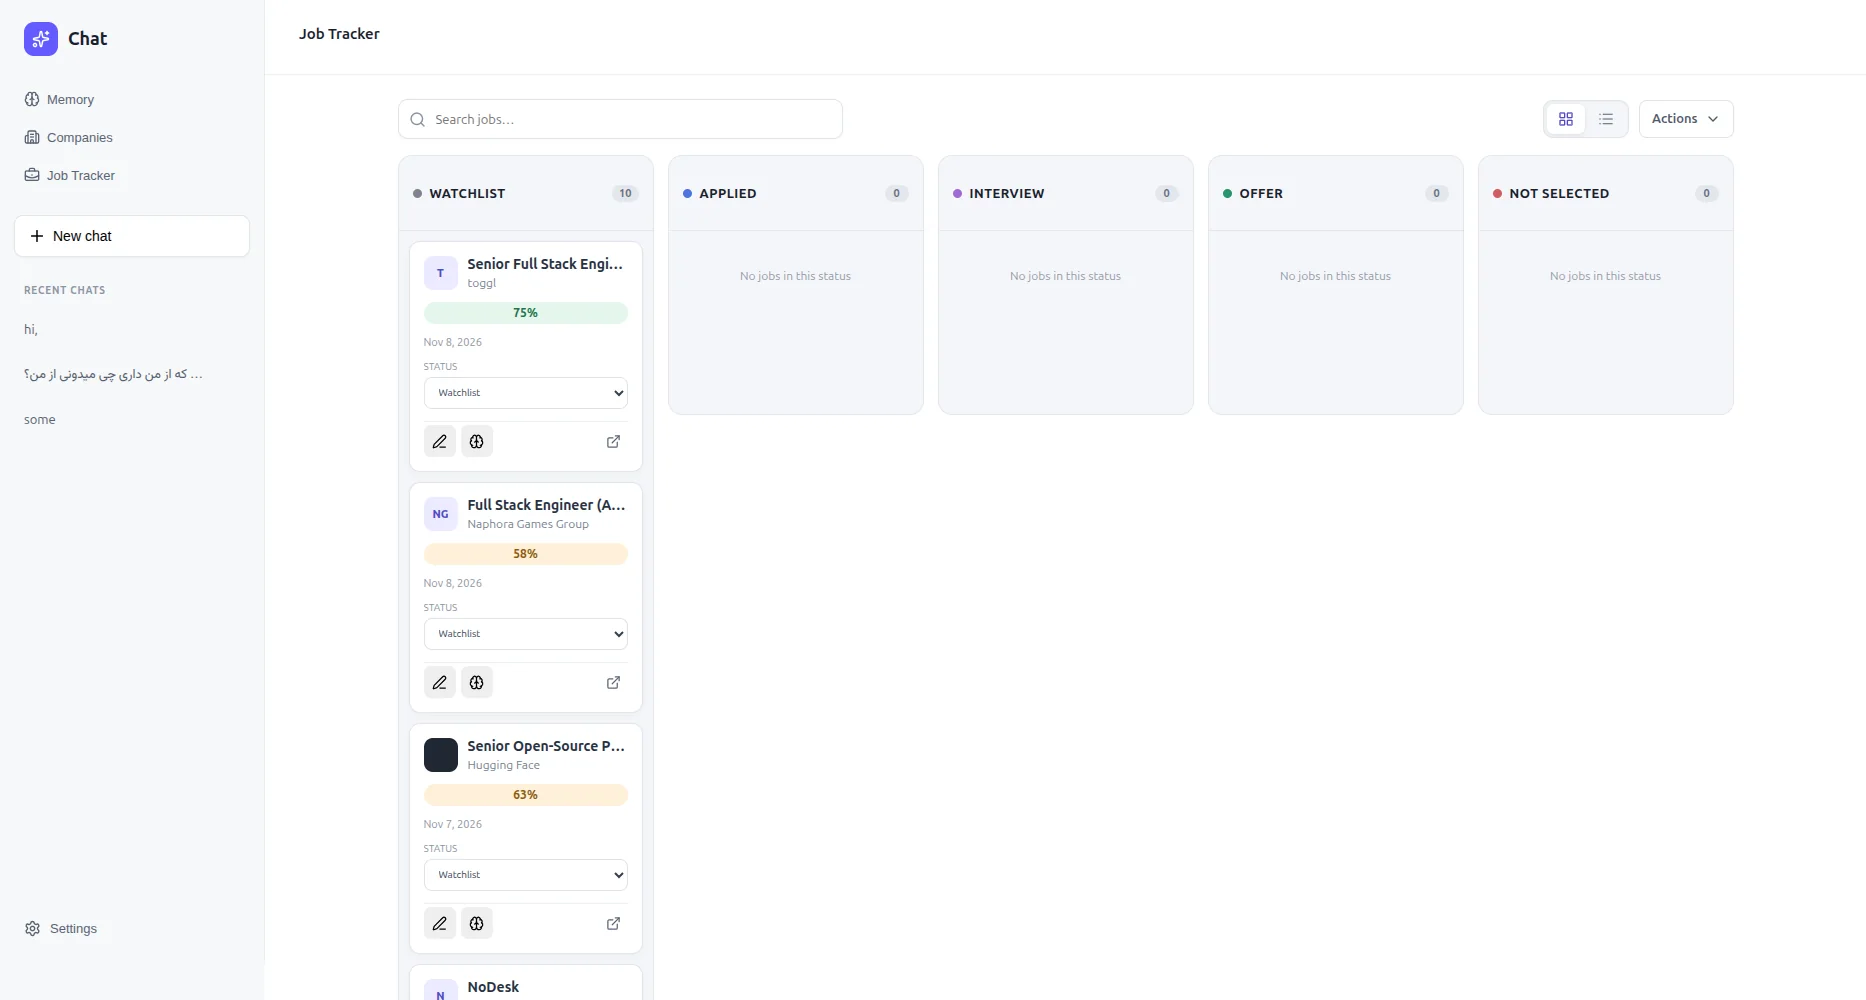 Chat
Memory
Companies
Job Tracker
New chat
RECENT CHATS
hi,
که از من داری چی میدونی از من؟ ...
some
Settings
Job Tracker
Search jobs...
Actions
WATCHLIST 10
Senior Full Stack Engi...
T
toggl
75%
Nov 8, 2026
STATUS
Watchlist
Full Stack Engineer (A...
NG
Naphora Games Group
58%
Nov 8, 2026
STATUS
Watchlist
Senior Open-Source P...
Hugging Face
63%
Nov 7, 2026
STATUS
Watchlist
NoDesk
N
APPLIED 0
No jobs in this status
INTERVIEW 0
No jobs in this status
OFFER 0
No jobs in this status
NOT SELECTED 0
No jobs in this status